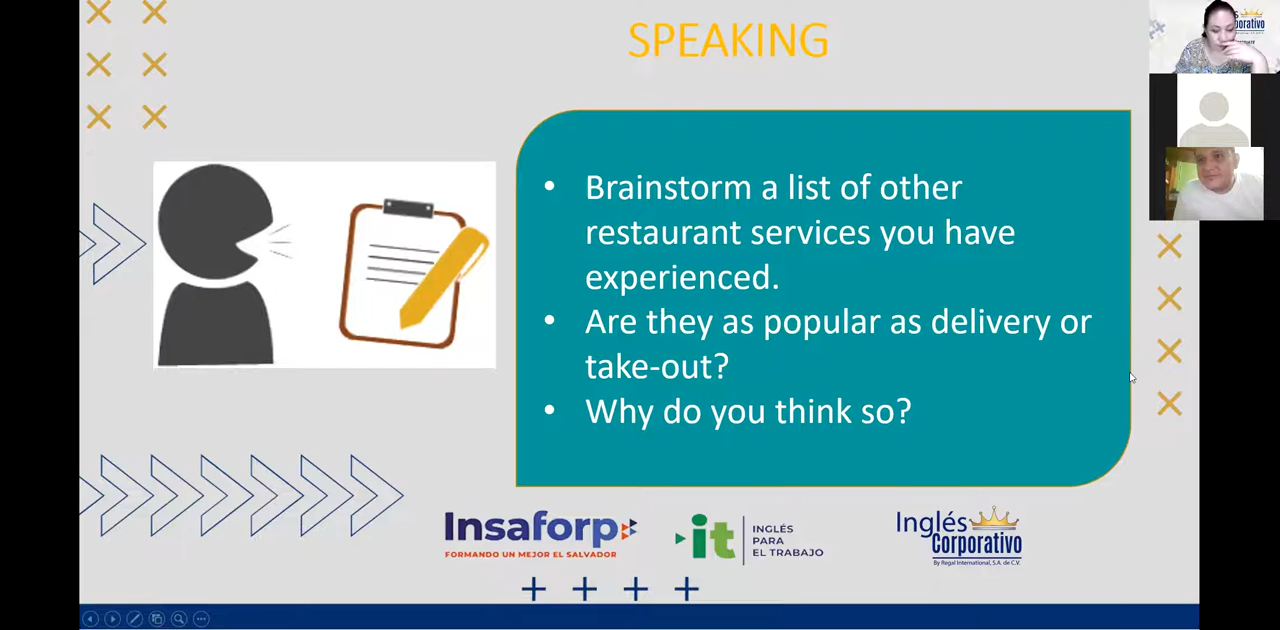 SPEAKING
• Brainstorm a list of other
restaurant services you have
experienced.
• Are they as popular as delivery or
take-out?
• Why do you think so?
Insaforp
FORMANDO UN MEJOR EL SALVADOR
it
INGLÉS
PARA
EL TRABAJO
Inglés
Corporativo
By Regal International, S.A. de C.V.